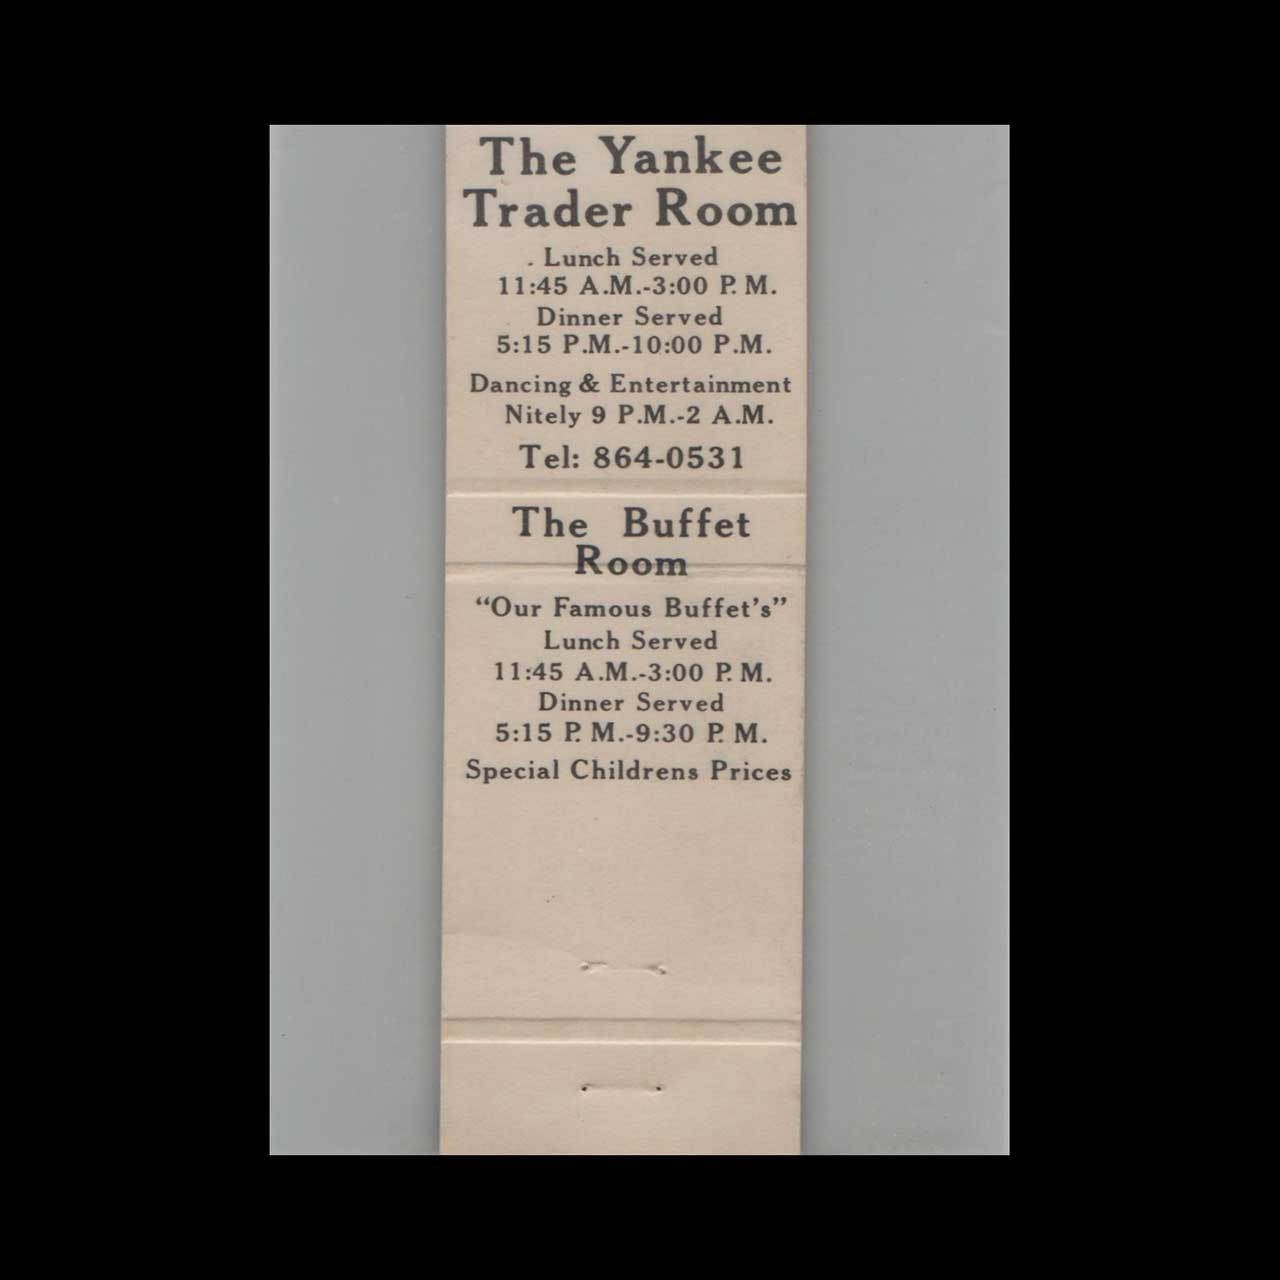 The Yankee
Trader Room
Lunch Served
11:45 A.M.-3:00 P.M.
Dinner Served
5:15 P.M.-10:00 P.M.
Dancing & Entertainment
Nitely 9 P.M.-2 A.M.
Tel: 864-0531
The Buffet
Room
“Our Famous Buffet’s”
Lunch Served
11:45 A.M.-3:00 P.M.
Dinner Served
5:15 P.M.-9:30 P.M.
Special Childrens Prices